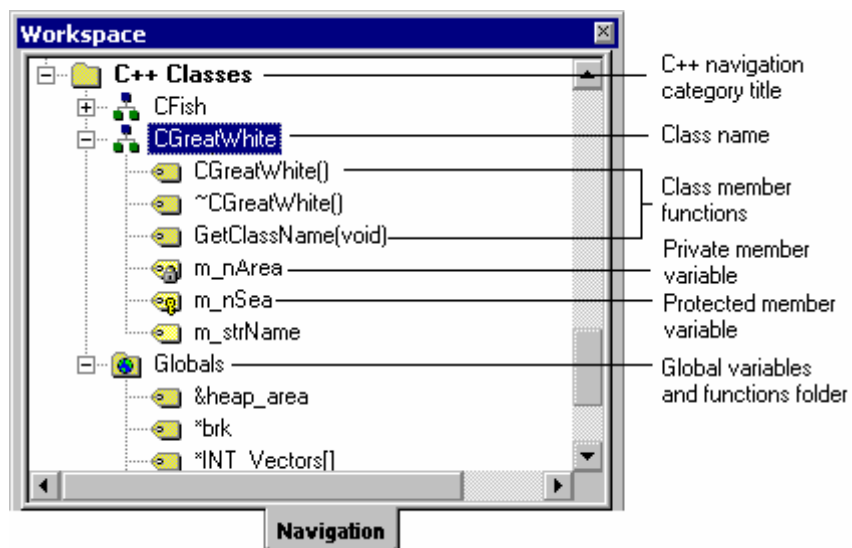 Workspace
C++ Classes
CFish
CGreatWhite
CGreatWhite()
~CGreatWhite()
GetClassName(void)
m_nArea
m_nSea
m_strName
Globals
&heap_area
*brk
*INT_Vectors[]
Navigation
C++ navigation
category title
Class name
Class member
functions
Private member
variable
Protected member
variable
Global variables
and functions folder